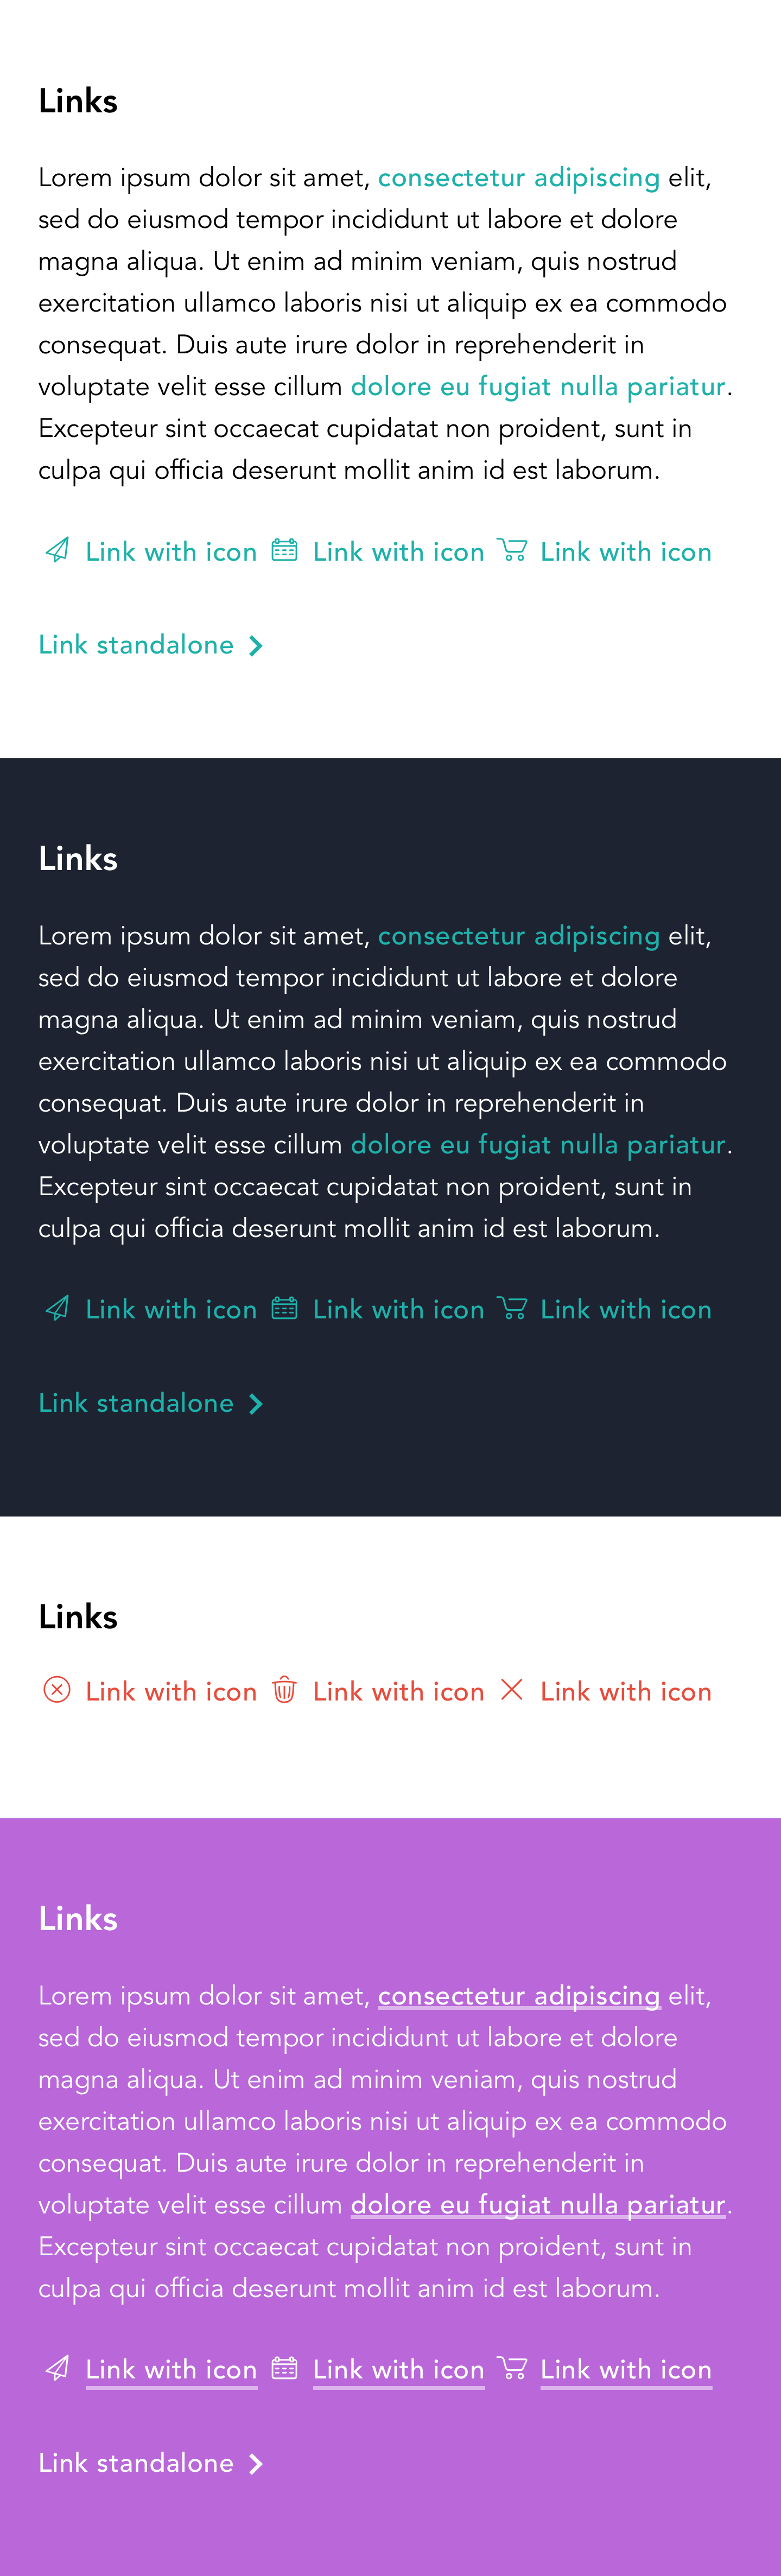 Links
Lorem ipsum dolor sit amet, consectetur adipiscing elit,
sed do eiusmod tempor incididunt ut labore et dolore
magna aliqua. Ut enim ad minim veniam, quis nostrud
exercitation ullamco laboris nisi ut aliquip ex ea commodo
consequat. Duis aute irure dolor in reprehenderit in
voluptate velit esse cillum dolore eu fugiat nulla pariatur.
Excepteur sint occaecat cupidatat non proident, sunt in
culpa qui officia deserunt mollit anim id est laborum.
Link with icon Link with icon Link with icon
Link standalone
Links
Lorem ipsum dolor sit amet, consectetur adipiscing elit,
sed do eiusmod tempor incididunt ut labore et dolore
magna aliqua. Ut enim ad minim veniam, quis nostrud
exercitation ullamco laboris nisi ut aliquip ex ea commodo
consequat. Duis aute irure dolor in reprehenderit in
voluptate velit esse cillum dolore eu fugiat nulla pariatur.
Excepteur sint occaecat cupidatat non proident, sunt in
culpa qui officia deserunt mollit anim id est laborum.
Link with icon Link with icon Link with icon
Link standalone
Links
Link with icon Link with icon Link with icon
Links
Lorem ipsum dolor sit amet, consectetur adipiscing elit,
sed do eiusmod tempor incididunt ut labore et dolore
magna aliqua. Ut enim ad minim veniam, quis nostrud
exercitation ullamco laboris nisi ut aliquip ex ea commodo
consequat. Duis aute irure dolor in reprehenderit in
voluptate velit esse cillum dolore eu fugiat nulla pariatur.
Excepteur sint occaecat cupidatat non proident, sunt in
culpa qui officia deserunt mollit anim id est laborum.
Link with icon Link with icon Link with icon
Link standalone